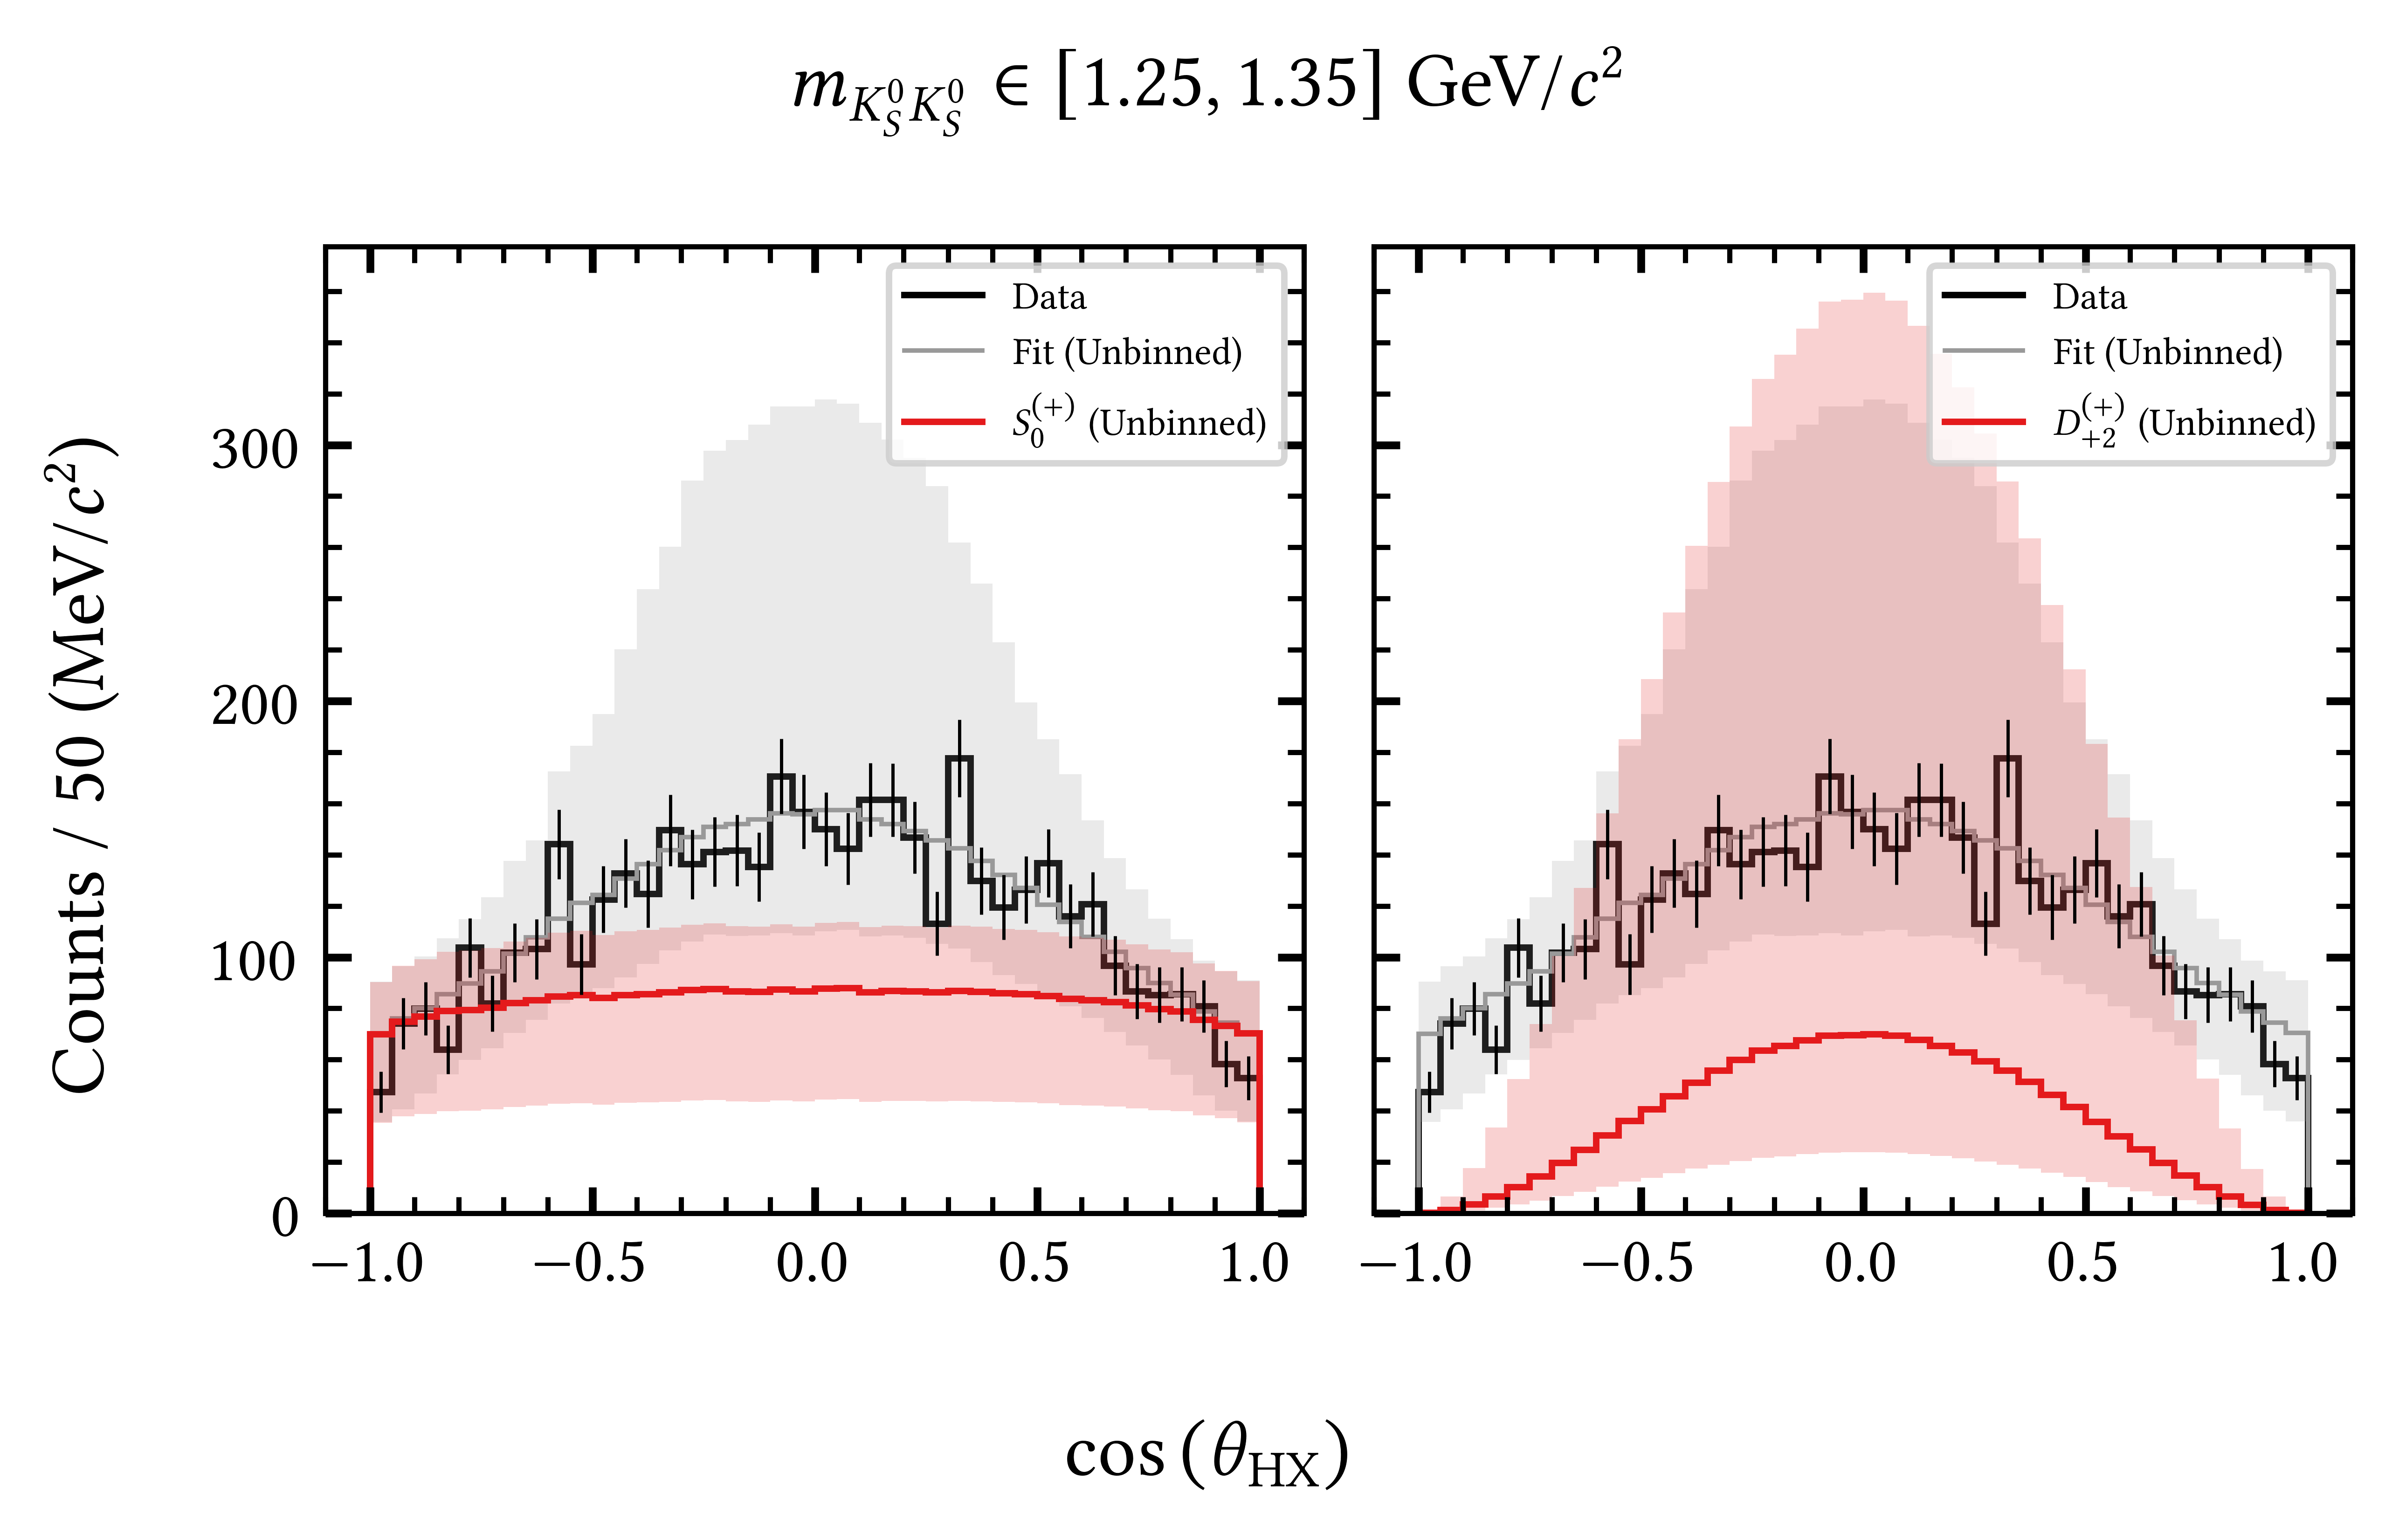 m_{K_S^0 K_S^0} ∈ [1.25, 1.35] GeV/c²
Counts / 50 (MeV/c²)
300
200
100
0
Data
Fit (Unbinned)
S_0^{(+)} (Unbinned)
Data
Fit (Unbinned)
D_{+2}^{(+)} (Unbinned)
−1.0 −0.5 0.0 0.5 1.0
−1.0 −0.5 0.0 0.5 1.0
cos (θ_{HX})